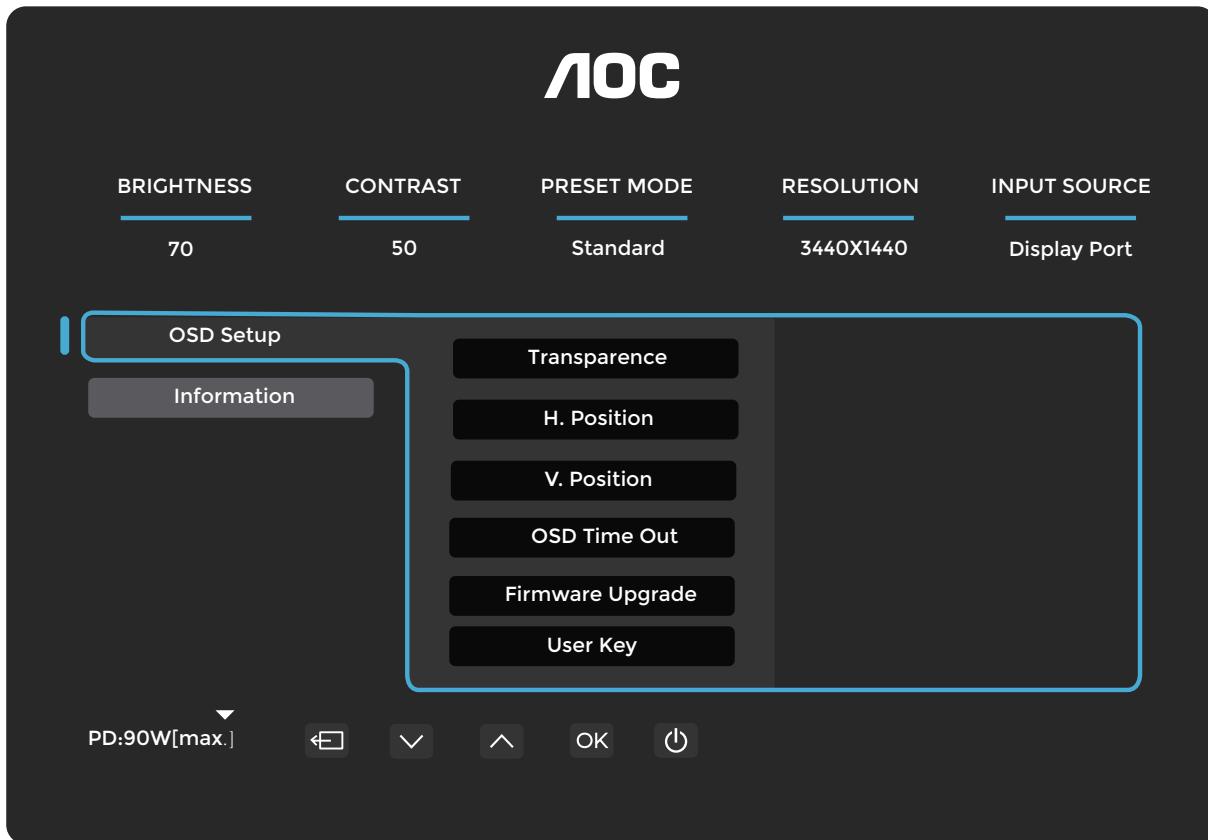 AOC
BRIGHTNESS CONTRAST PRESET MODE RESOLUTION INPUT SOURCE
70 50 Standard 3440X1440 Display Port
OSD Setup
Transparence
Information
H. Position
V. Position
OSD Time Out
Firmware Upgrade
User Key
PD:90W[max.] OK